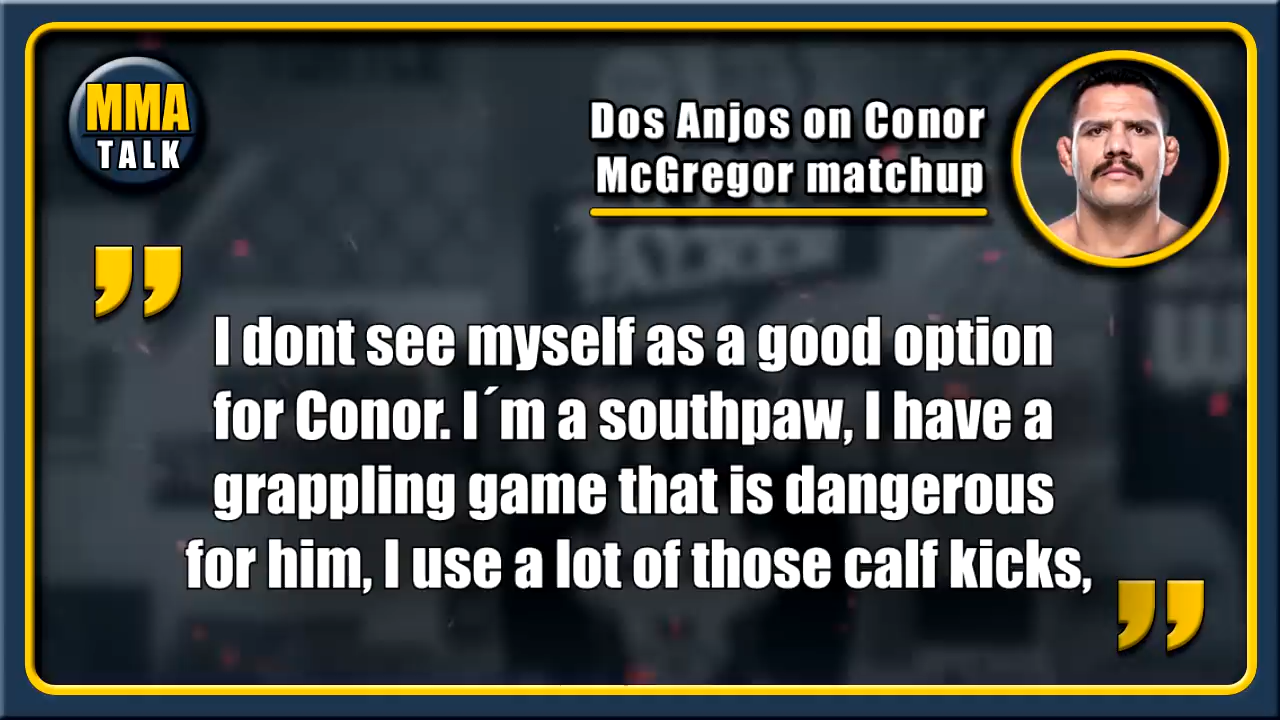 MMA
TALK
Dos Anjos on Conor
McGregor matchup
”
I dont see myself as a good option
for Conor. I´m a southpaw, I have a
grappling game that is dangerous
for him, I use a lot of those calf kicks,
”